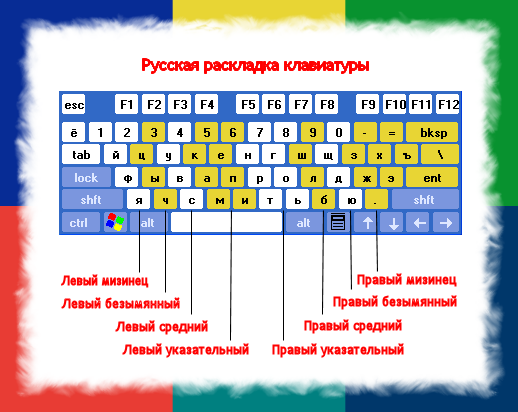 Русская раскладка клавиатуры
esc F1 F2 F3 F4 F5 F6 F7 F8 F9 F10 F11 F12
ё 1 2 3 4 5 6 7 8 9 0 - = bksp
tab й ц у к е н г ш щ з х ъ \
lock ф ы в а п р о л д ж э ent
shft я ч с м и т ь б ю . shft
ctrl alt alt ↑ ↓ ← →
Левый мизинец Правый мизинец
Левый безымянный Правый безымянный
Левый средний Правый средний
Левый указательный Правый указательный